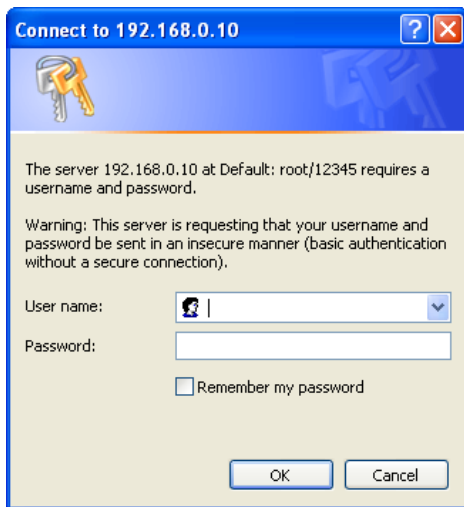 Connect to 192.168.0.10
The server 192.168.0.10 at Default: root/12345 requires a
username and password.
Warning: This server is requesting that your username and
password be sent in an insecure manner (basic authentication
without a secure connection).
User name:
Password:
Remember my password
OK Cancel